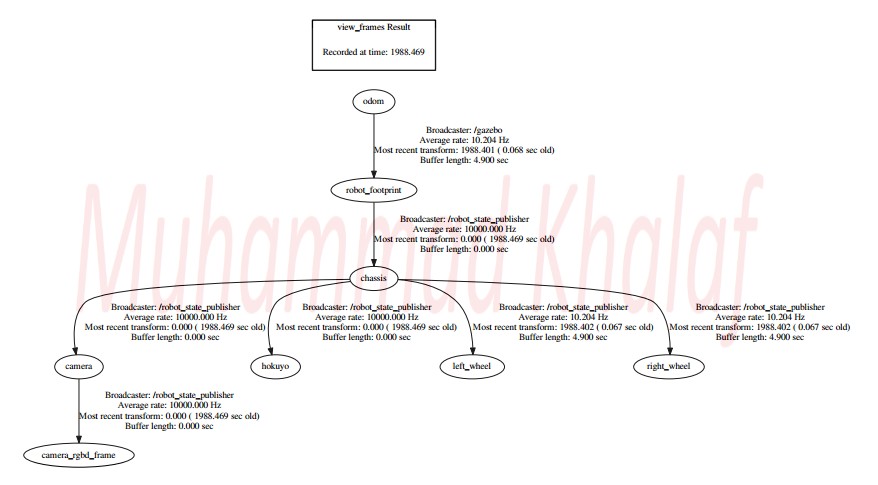 view_frames Result
Recorded at time: 1988.469
odom
Broadcaster: /gazebo
Average rate: 10.204 Hz
Most recent transform: 1988.401 ( 0.068 sec old)
Buffer length: 4.900 sec
robot_footprint
Broadcaster: /robot_state_publisher
Average rate: 10000.000 Hz
Most recent transform: 0.000 ( 1988.469 sec old)
Buffer length: 0.000 sec
Muhammad Khalaf
chassis
Broadcaster: /robot_state_publisher
Average rate: 10000.000 Hz
Most recent transform: 0.000 ( 1988.469 sec old)
Buffer length: 0.000 sec
Broadcaster: /robot_state_publisher
Average rate: 10000.000 Hz
Most recent transform: 0.000 ( 1988.469 sec old)
Buffer length: 0.000 sec
Broadcaster: /robot_state_publisher
Average rate: 10.204 Hz
Most recent transform: 1988.402 ( 0.067 sec old)
Buffer length: 4.900 sec
Broadcaster: /robot_state_publisher
Average rate: 10.204 Hz
Most recent transform: 1988.402 ( 0.067 sec old)
Buffer length: 4.900 sec
camera
hokuyo
left_wheel
right_wheel
Broadcaster: /robot_state_publisher
Average rate: 10000.000 Hz
Most recent transform: 0.000 ( 1988.469 sec old)
Buffer length: 0.000 sec
camera_rgbd_frame